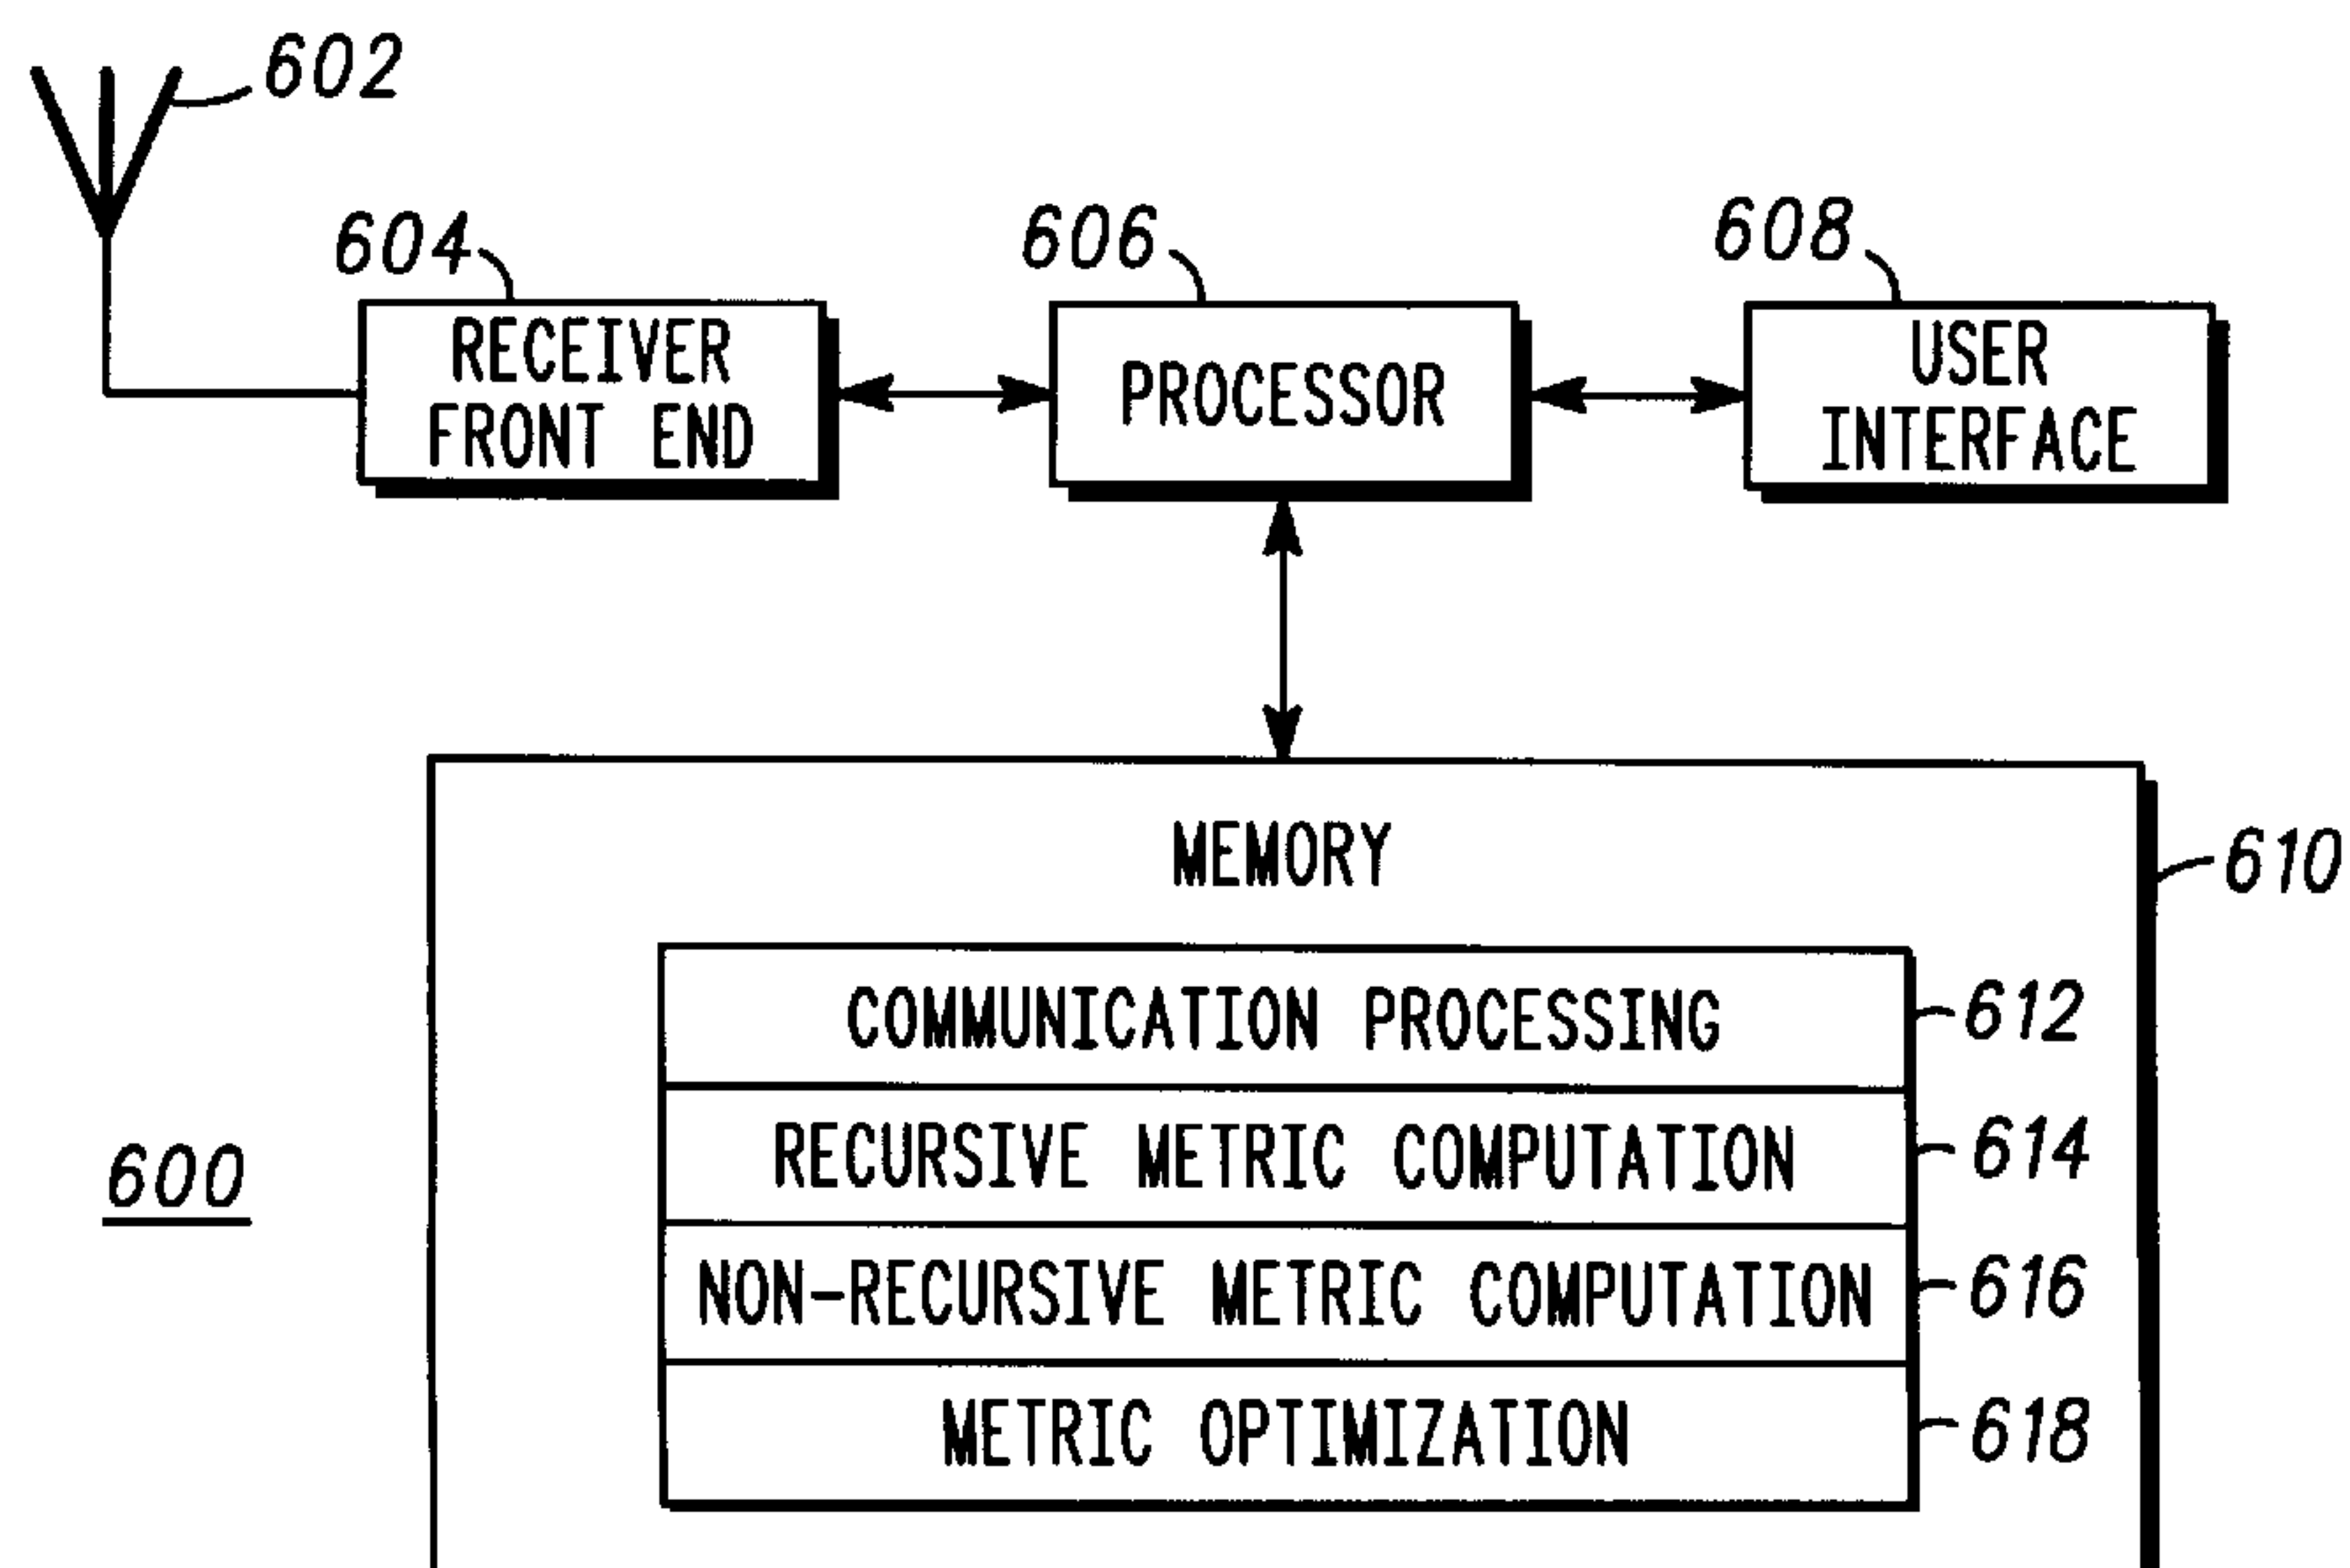 602
604
606
608
RECEIVER
FRONT END
PROCESSOR
USER
INTERFACE
MEMORY
610
COMMUNICATION PROCESSING
612
RECURSIVE METRIC COMPUTATION
614
600
NON-RECURSIVE METRIC COMPUTATION
616
METRIC OPTIMIZATION
618